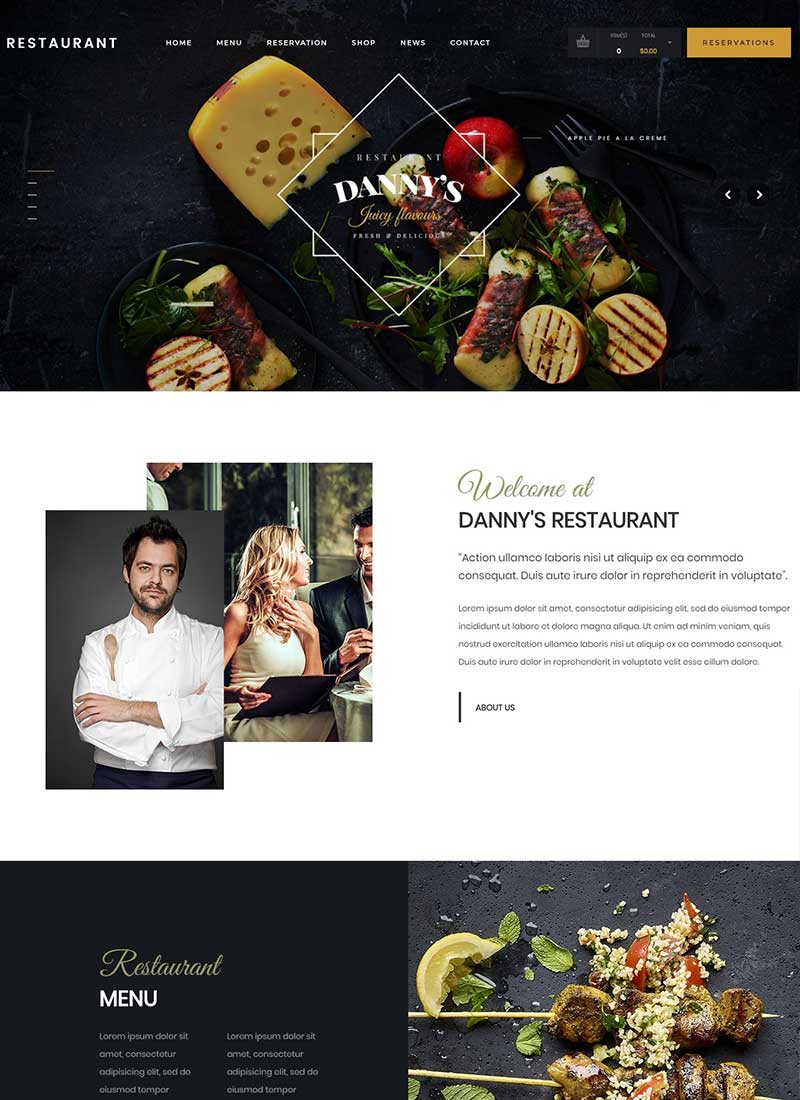 RESTAURANT
HOME MENU RESERVATION SHOP NEWS CONTACT
ITEM(S) TOTAL
0 $0.00
RESERVATIONS
APPLE PIE A LA CREME
RESTAURANT
DANNY'S
Juicy flavours
FRESH & DELICIOUS
Welcome at
DANNY'S RESTAURANT
“Action ullamco laboris nisi ut aliquip ex ea commodo
consequat. Duis aute irure dolor in reprehenderit in voluptate”.
Lorem ipsum dolor sit amet, consectetur adipisicing elit, sed do eiusmod tempor
incididunt ut labore et dolore magna aliqua. Ut enim ad minim veniam, quis
nostrud exercitation ullamco laboris nisi ut aliquip ex ea commodo consequat.
Duis aute irure dolor in reprehenderit in voluptate velit esse cillum dolore.
ABOUT US
Restaurant
MENU
Lorem ipsum dolor sit
amet, consectetur
adipisicing elit, sed do
eiusmod tempor
Lorem ipsum dolor sit
amet, consectetur
adipisicing elit, sed do
eiusmod tempor